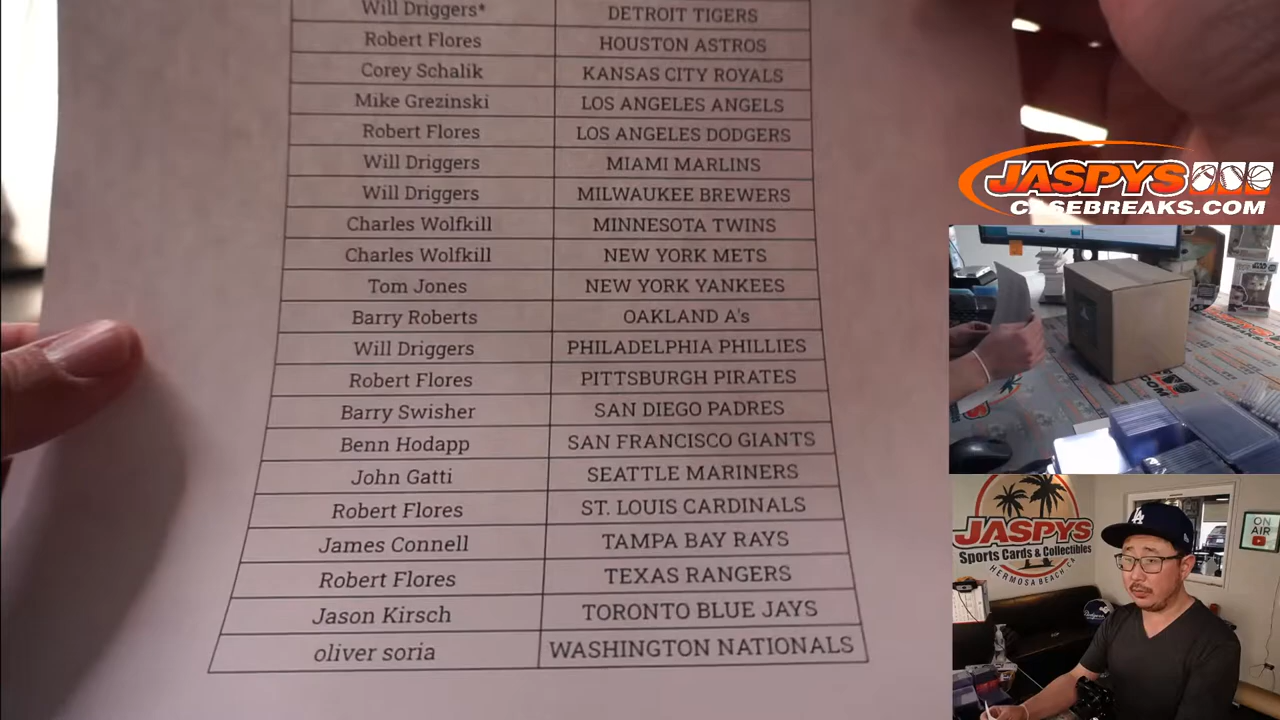 Will Driggers* DETROIT TIGERS
Robert Flores HOUSTON ASTROS
Corey Schalik KANSAS CITY ROYALS
Mike Grezinski LOS ANGELES ANGELS
Robert Flores LOS ANGELES DODGERS
Will Driggers MIAMI MARLINS
Will Driggers MILWAUKEE BREWERS
Charles Wolfkill MINNESOTA TWINS
Charles Wolfkill NEW YORK METS
Tom Jones NEW YORK YANKEES
Barry Roberts OAKLAND A's
Will Driggers PHILADELPHIA PHILLIES
Robert Flores PITTSBURGH PIRATES
Barry Swisher SAN DIEGO PADRES
Benn Hodapp SAN FRANCISCO GIANTS
John Gatti SEATTLE MARINERS
Robert Flores ST. LOUIS CARDINALS
James Connell TAMPA BAY RAYS
Robert Flores TEXAS RANGERS
Jason Kirsch TORONTO BLUE JAYS
oliver soria WASHINGTON NATIONALS
JASPYS
CASEBREAKS.COM
JASPYS
Sports Cards & Collectibles
HERMOSA BEACH CA
LA
ON
AIR